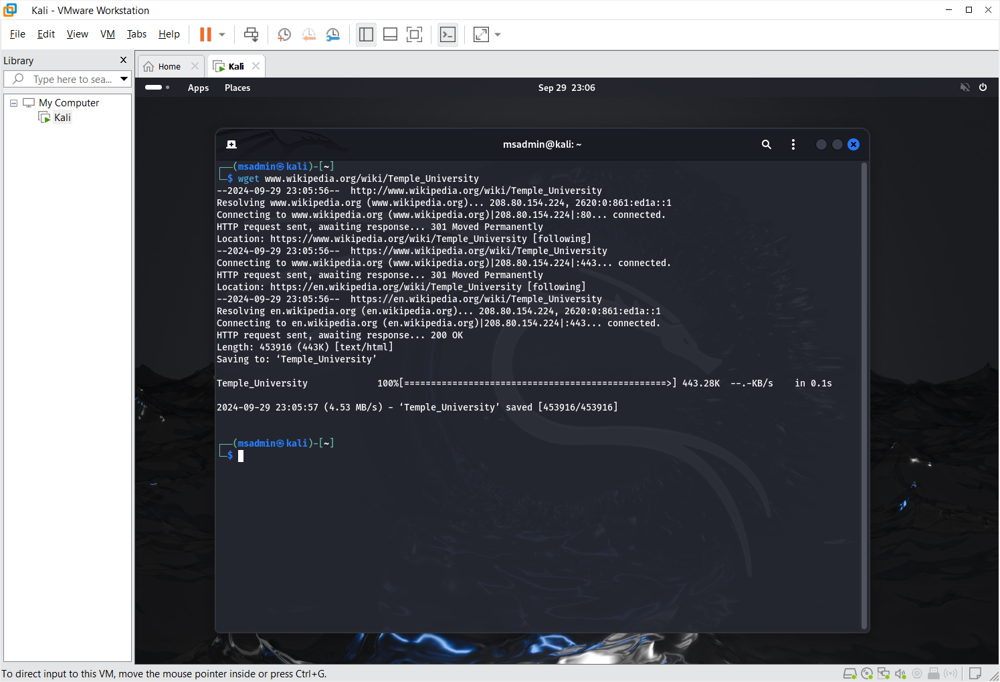 Kali - VMware Workstation
File Edit View VM Tabs Help
Library
Type here to sea...
My Computer
Kali
Home
Kali
Apps Places Sep 29 23:06
msadmin@kali: ~
(msadmin㉿kali)-[~]
$ wget www.wikipedia.org/wiki/Temple_University
--2024-09-29 23:05:56-- http://www.wikipedia.org/wiki/Temple_University
Resolving www.wikipedia.org (www.wikipedia.org)... 208.80.154.224, 2620:0:861:ed1a::1
Connecting to www.wikipedia.org (www.wikipedia.org)|208.80.154.224|:80... connected.
HTTP request sent, awaiting response... 301 Moved Permanently
Location: https://www.wikipedia.org/wiki/Temple_University [following]
--2024-09-29 23:05:56-- https://www.wikipedia.org/wiki/Temple_University
Connecting to www.wikipedia.org (www.wikipedia.org)|208.80.154.224|:443... connected.
HTTP request sent, awaiting response... 301 Moved Permanently
Location: https://en.wikipedia.org/wiki/Temple_University [following]
--2024-09-29 23:05:56-- https://en.wikipedia.org/wiki/Temple_University
Resolving en.wikipedia.org (en.wikipedia.org)... 208.80.154.224, 2620:0:861:ed1a::1
Connecting to en.wikipedia.org (en.wikipedia.org)|208.80.154.224|:443... connected.
HTTP request sent, awaiting response... 200 OK
Length: 453916 (443K) [text/html]
Saving to: ‘Temple_University’
Temple_University 100%[=================================================>] 443.28K --.-KB/s in 0.1s
2024-09-29 23:05:57 (4.53 MB/s) - ‘Temple_University’ saved [453916/453916]
(msadmin㉿kali)-[~]
$
To direct input to this VM, move the mouse pointer inside or press Ctrl+G.